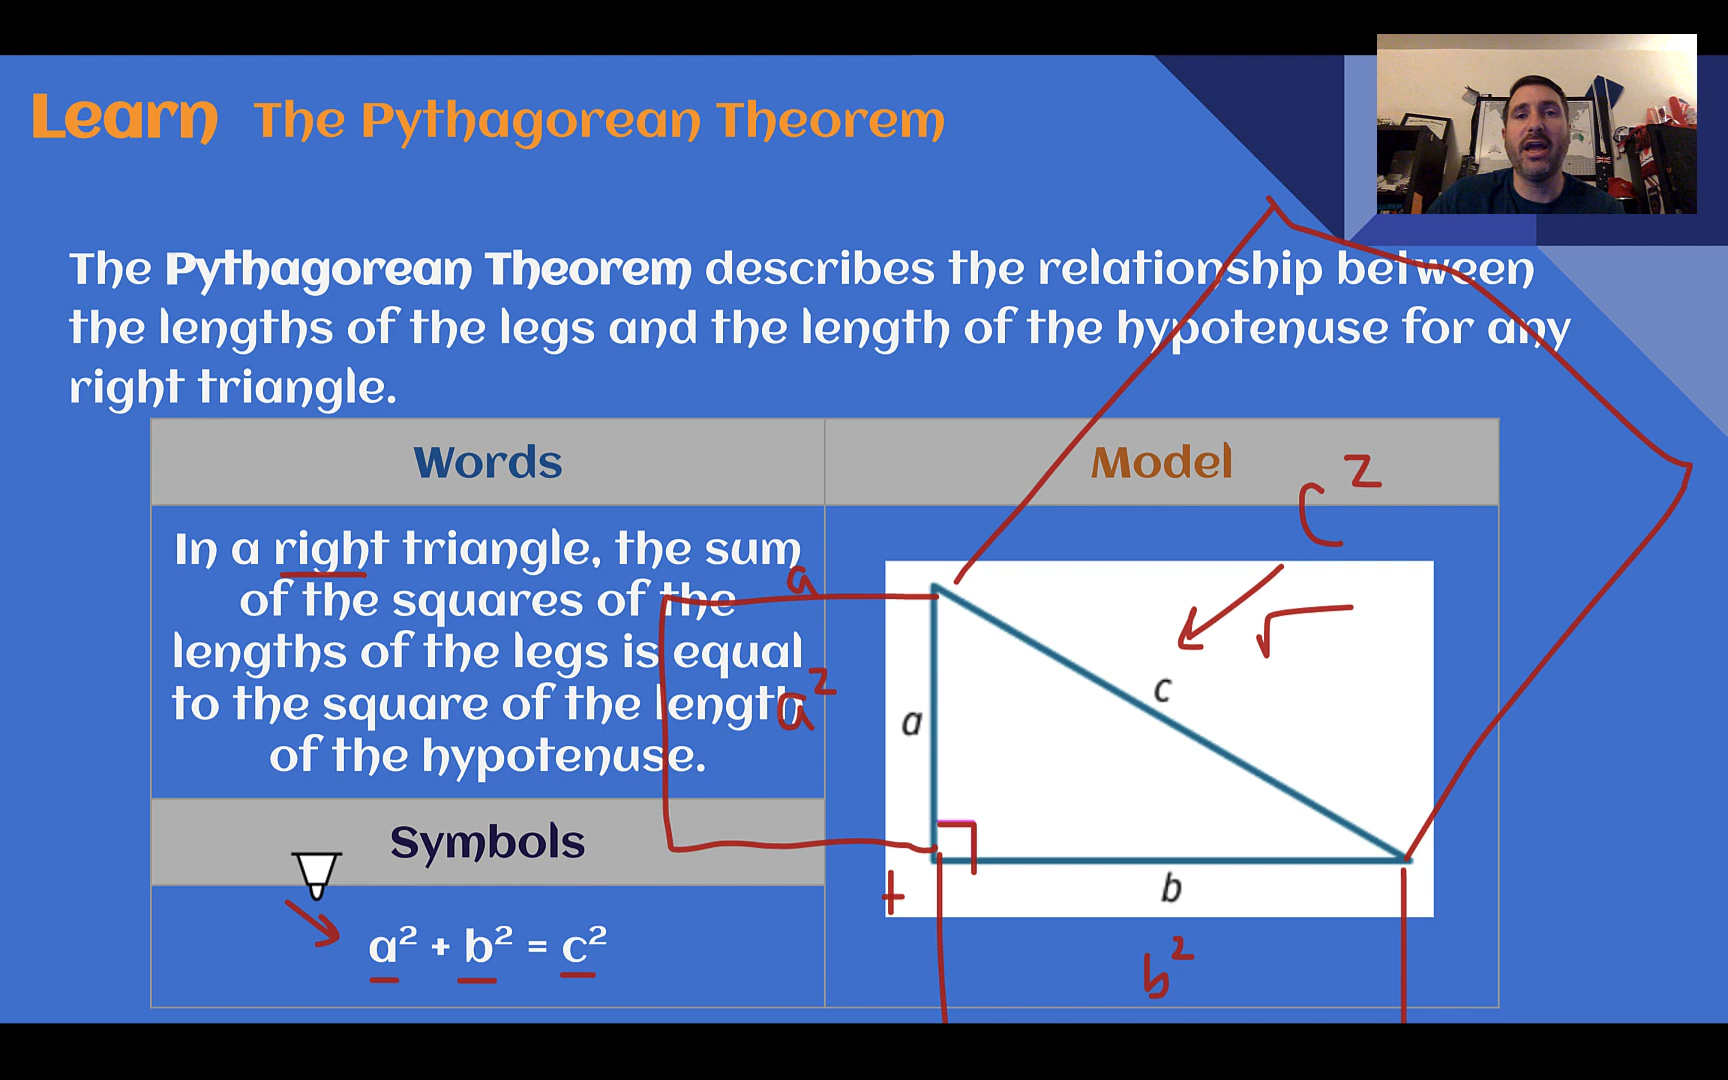 Learn The Pythagorean Theorem
The Pythagorean Theorem describes the relationship between
the lengths of the legs and the length of the hypotenuse for any
right triangle.
Words
In a right triangle, the sum
of the squares of the
lengths of the legs is equal
to the square of the length
of the hypotenuse.
Symbols
a² + b² = c²
Model
c²
√
a
a²
a
c
b
+
b²